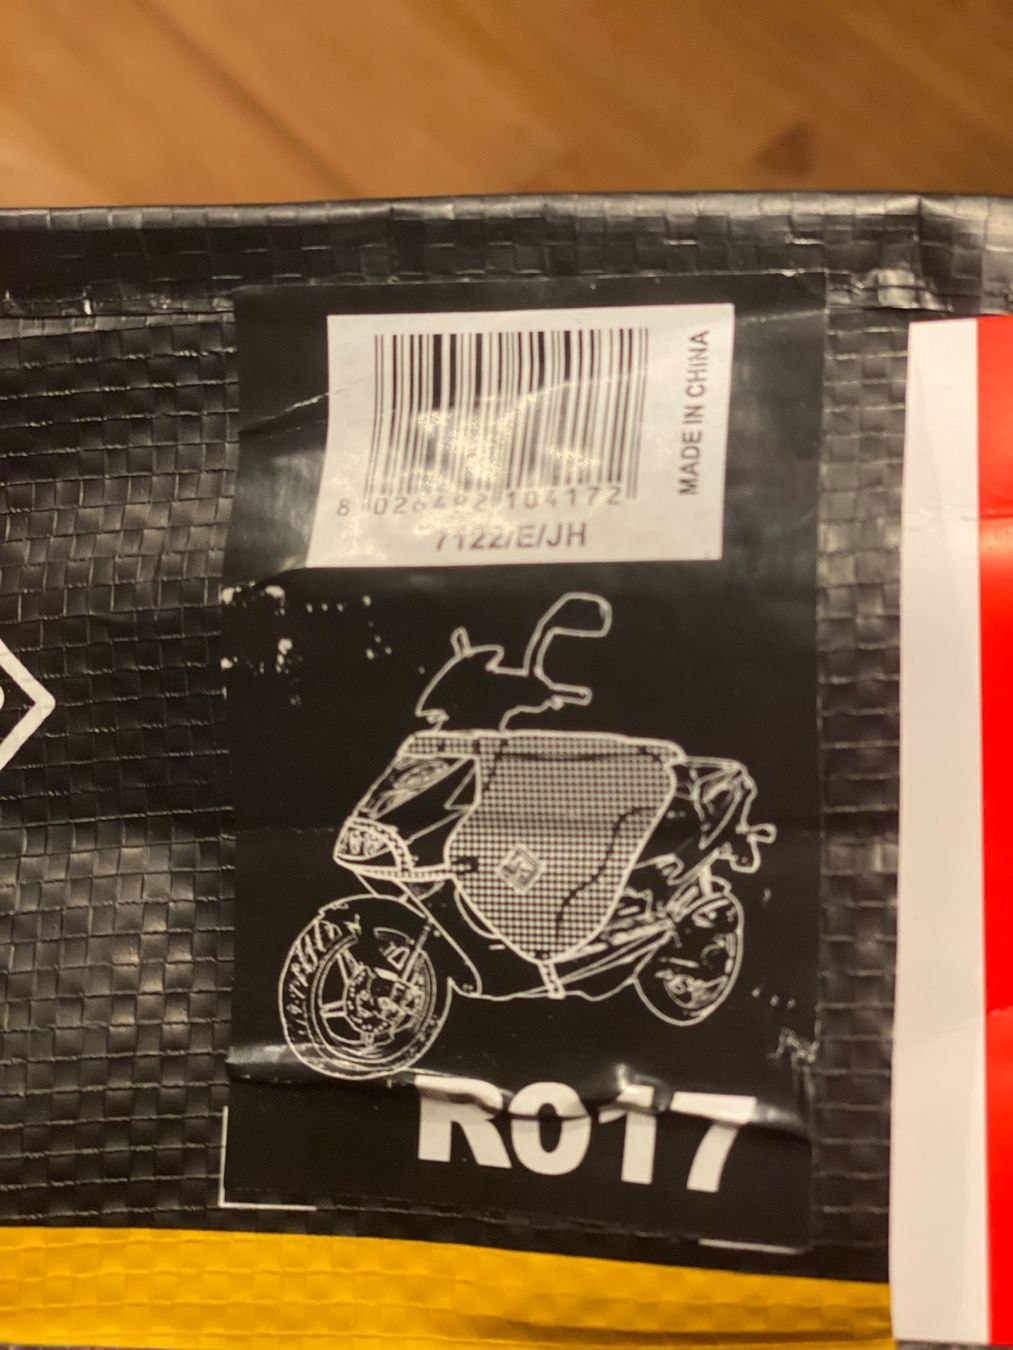 8 026492 104172
MADE IN CHINA
7122/E/JH
R017